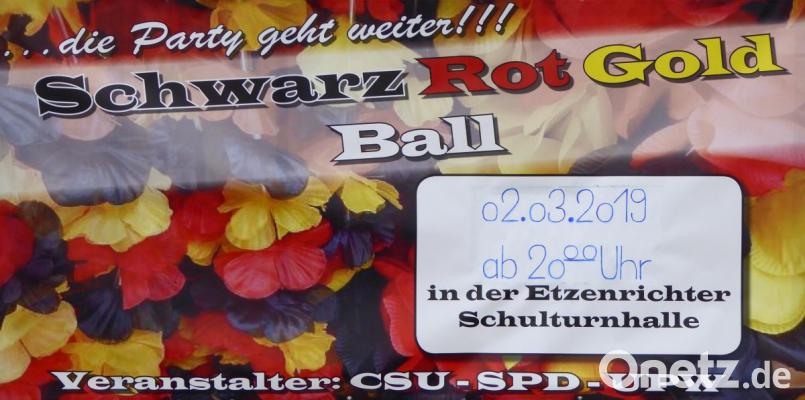 ...die Party geht weiter!!!
Schwarz Rot Gold
Ball
02.03.2019
ab 20⁰⁰ Uhr
in der Etzenrichter
Schulturnhalle
Veranstalter: CSU - SPD - UPW
Onetz.de